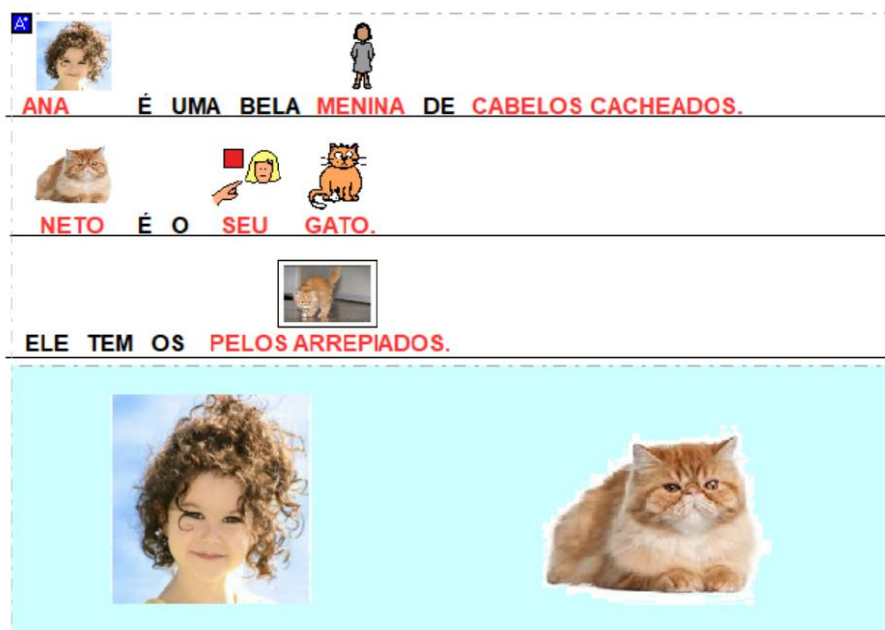 ANA É UMA BELA MENINA DE CABELOS CACHEADOS.
NETO É O SEU GATO.
ELE TEM OS PELOS ARREPIADOS.